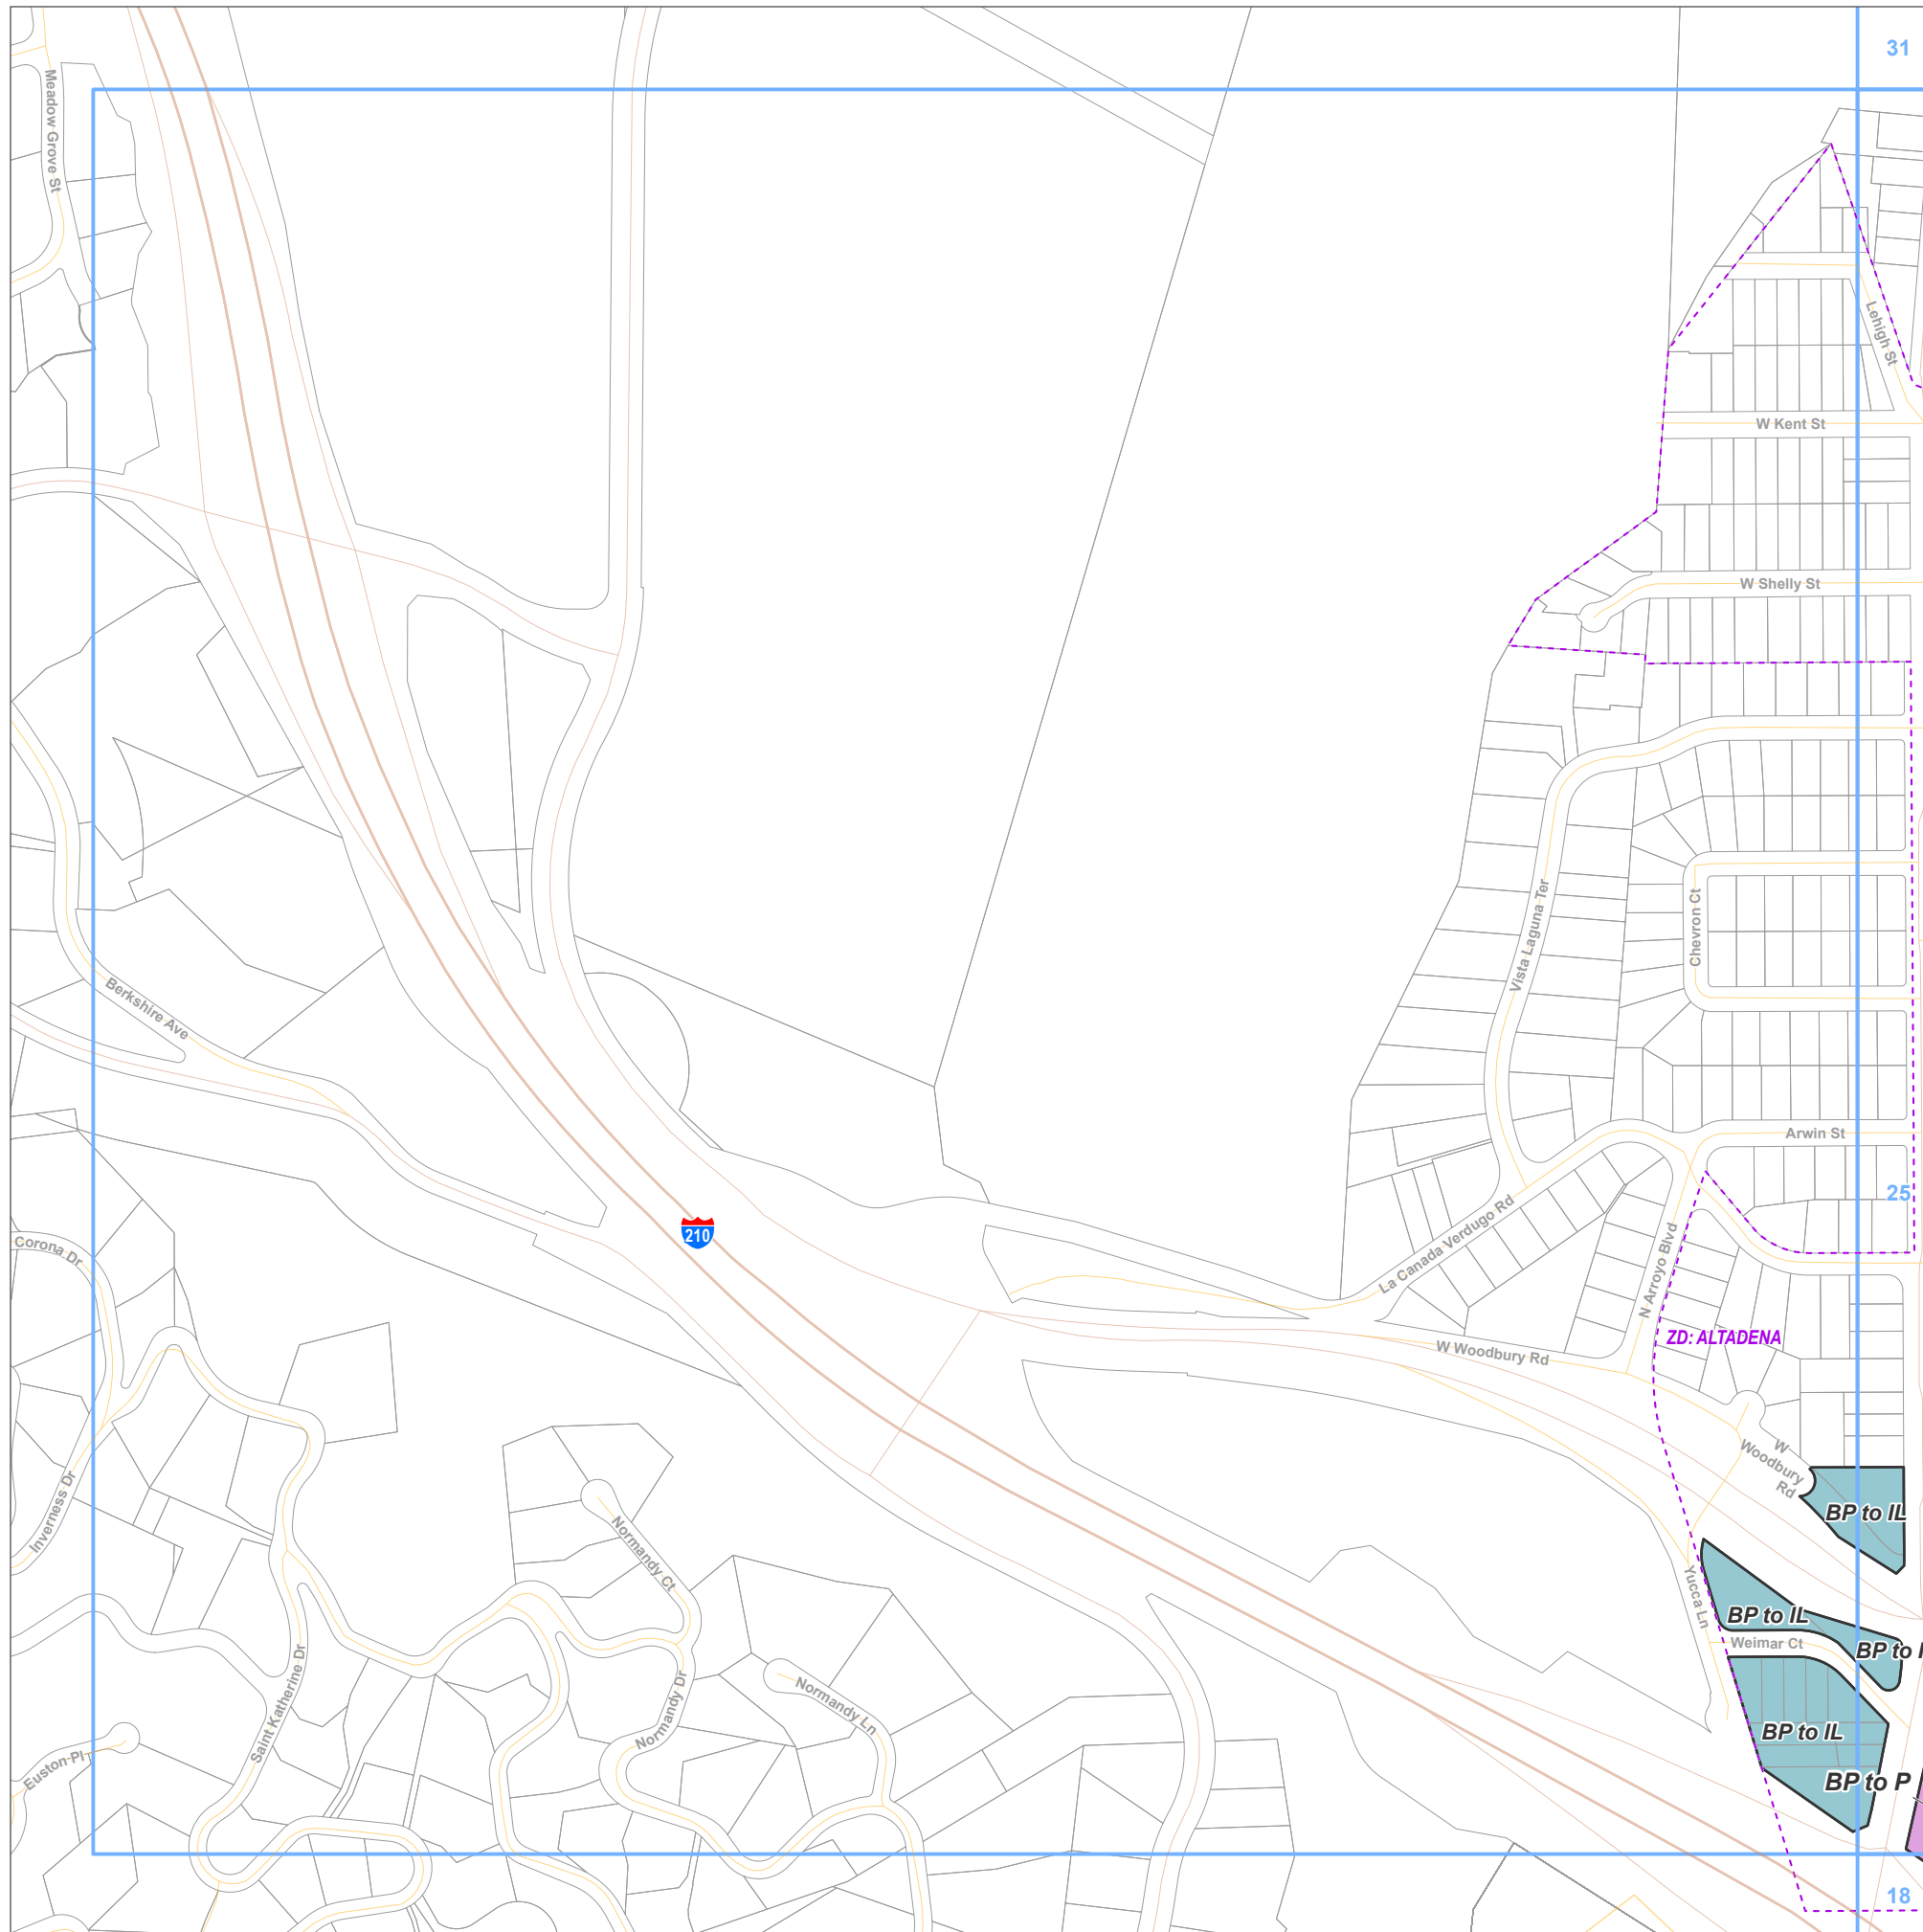 31
Meadow Grove St
Lehigh St
W Kent St
W Shelly St
Vista Laguna Ter
Chevron Ct
Berkshire Ave
Arwin St
25
210
Corona Dr
La Canada Verdugo Rd
N Arroyo Blvd
ZD: ALTADENA
W Woodbury Rd
W
Woodbury
Rd
BP to IL
Inverness Dr
Normandy Ct
Yucca Ln
BP to IL
Weimar Ct
BP to I
Saint Katherine Dr
Normandy Dr
Normandy Ln
BP to IL
Euston Pl
BP to P
18